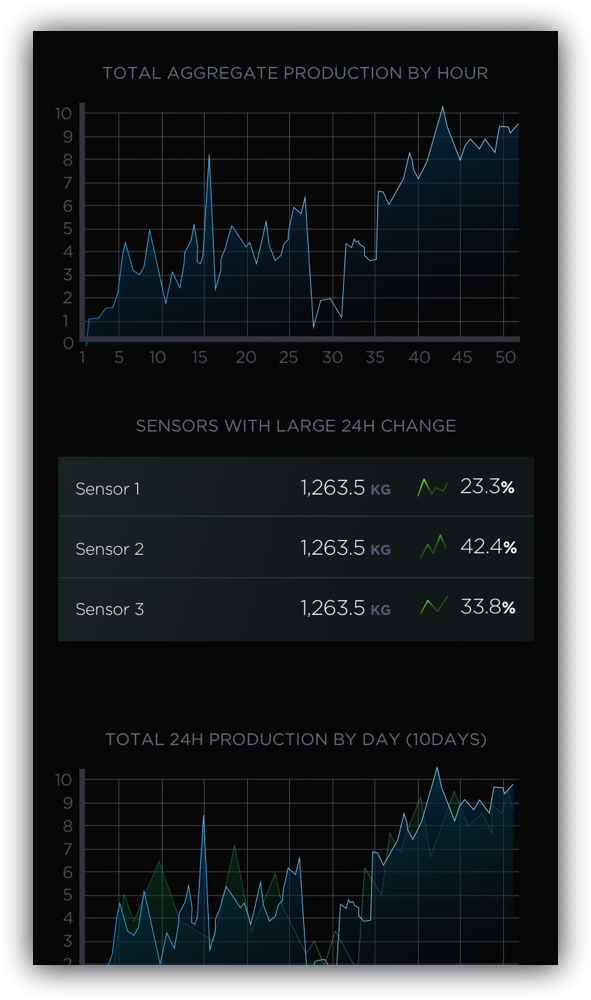 TOTAL AGGREGATE PRODUCTION BY HOUR
10
9
8
7
6
5
4
3
2
1
0
1 5 10 15 20 25 30 35 40 45 50
SENSORS WITH LARGE 24H CHANGE
Sensor 1 1,263.5 KG 23.3%
Sensor 2 1,263.5 KG 42.4%
Sensor 3 1,263.5 KG 33.8%
TOTAL 24H PRODUCTION BY DAY (10DAYS)
10
9
8
7
6
5
4
3
2